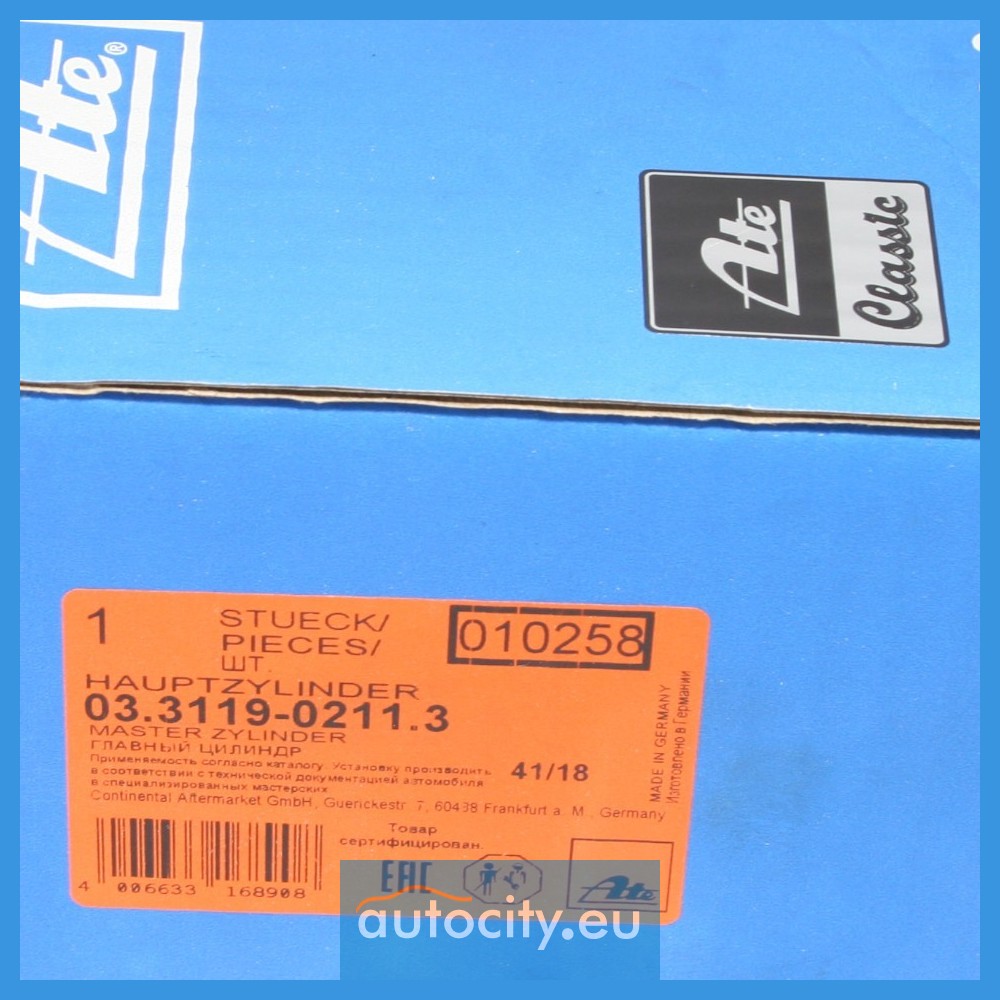 Ate®
Ate
Classic
1 STUECK/ 010258
PIECES/
ШТ.
HAUPTZYLINDER
03.3119-0211.3
MASTER ZYLINDER
ГЛАВНЫЙ ЦИЛИНДР
Применяемость согласно каталогу. Установку производить
в соответствии с технической документацией автомобиля
в специализированных мастерских
41/18
Continental Aftermarket GmbH, Guerickestr. 7, 60438 Frankfurt a. M., Germany
MADE IN GERMANY
Изготовлено в Германии
Товар
сертифицирован.
4 006633 168908
EAC
Ate
autocity.eu